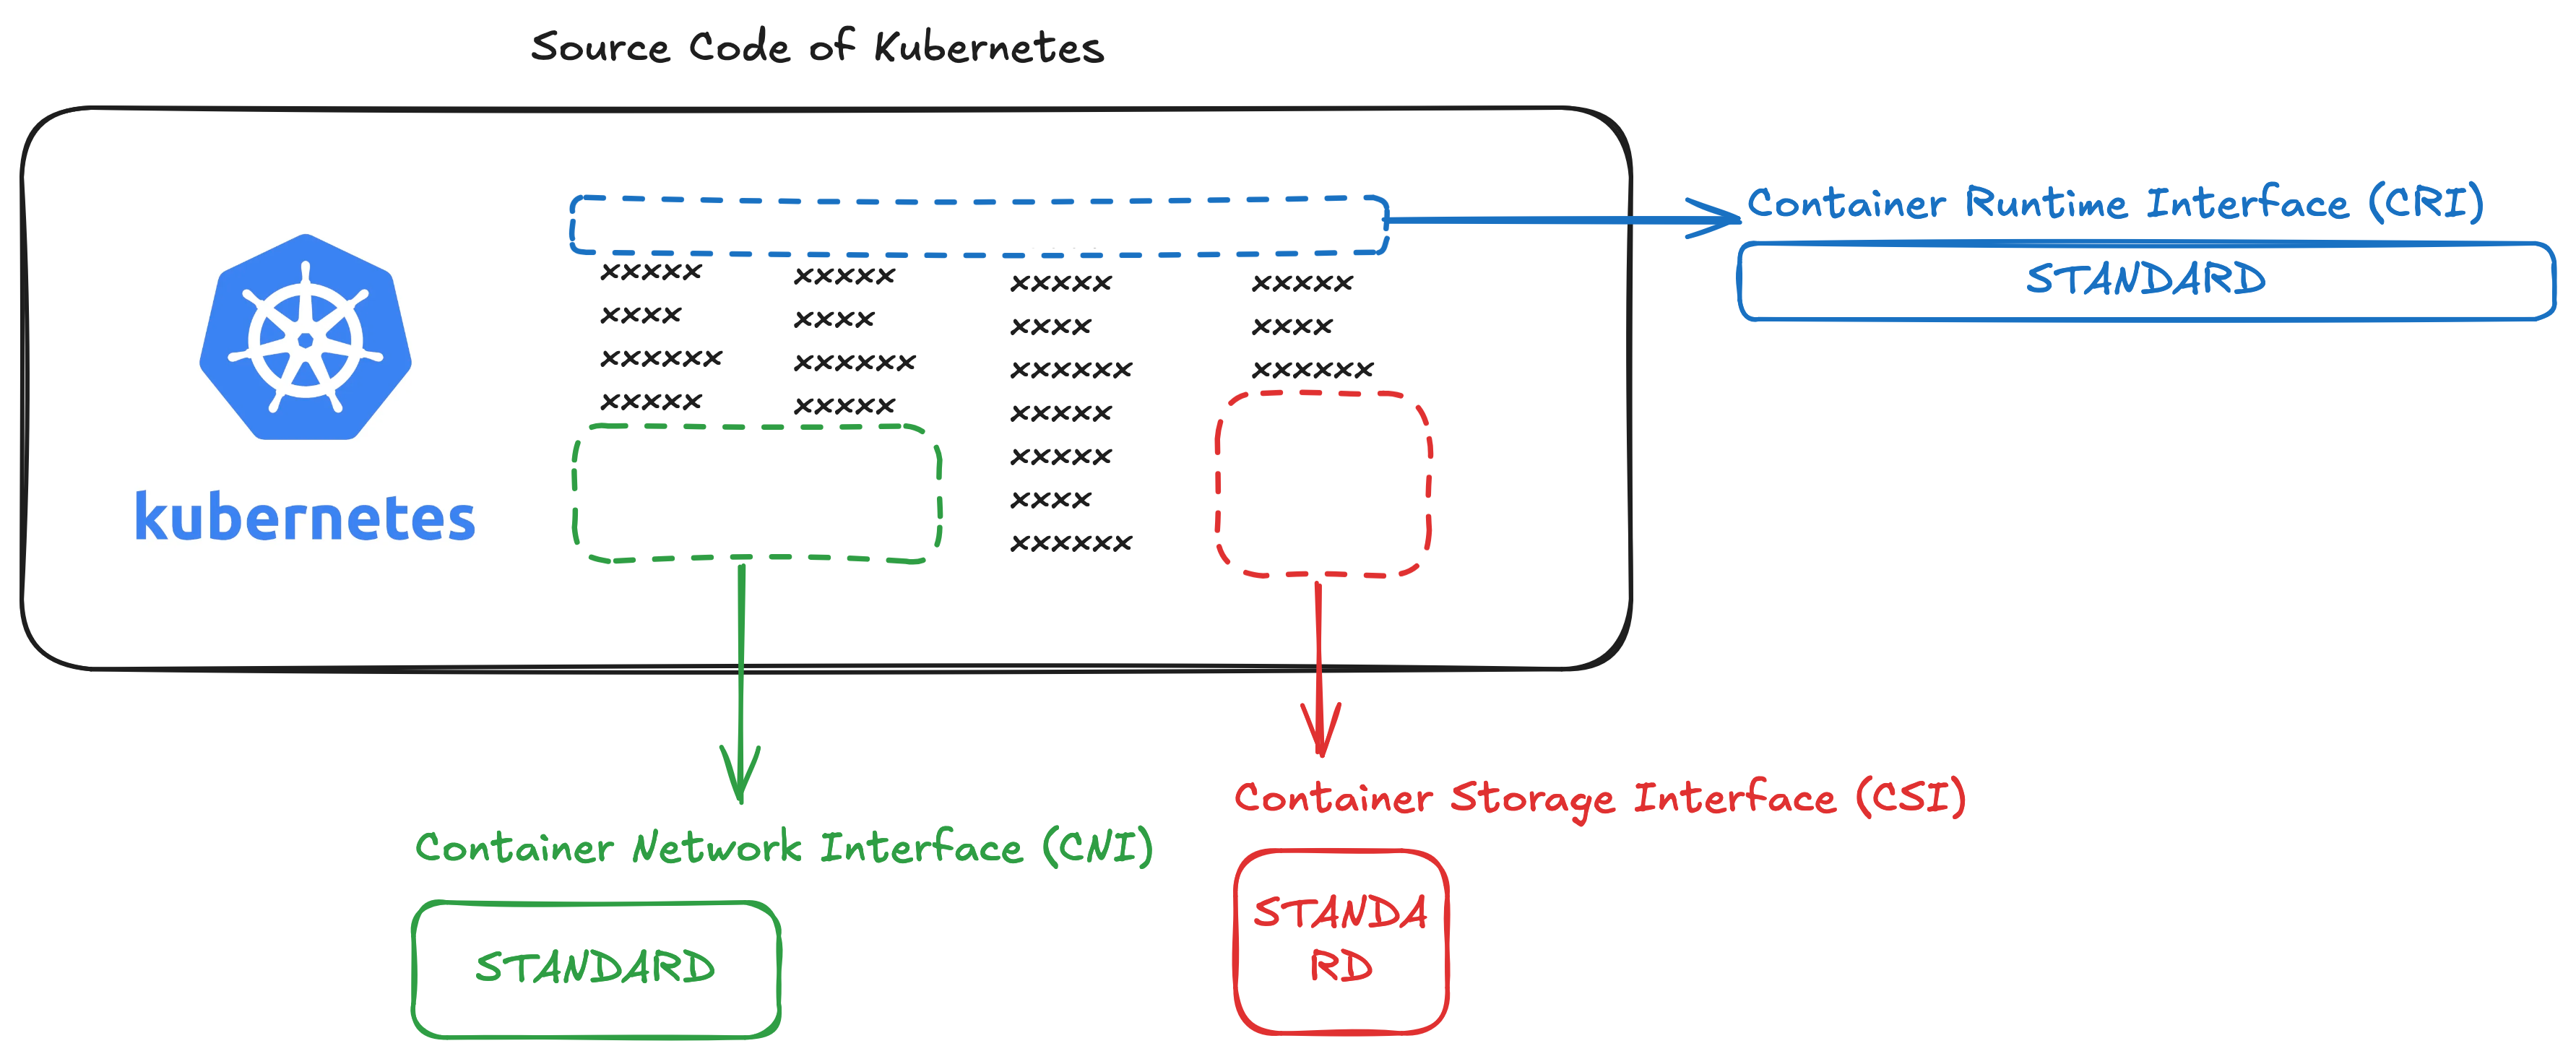 Source Code of Kubernetes
Container Runtime Interface (CRI)
STANDARD
xxxxx
xxxx
xxxxxx
xxxxx
xxxxx
xxxx
xxxxxx
xxxxx
xxxxx
xxxx
xxxxxx
xxxxx
xxxxx
xxxx
xxxxxx
xxxxx
xxxx
xxxxxx
kubernetes
Container Network Interface (CNI)
STANDARD
Container Storage Interface (CSI)
STANDA
RD